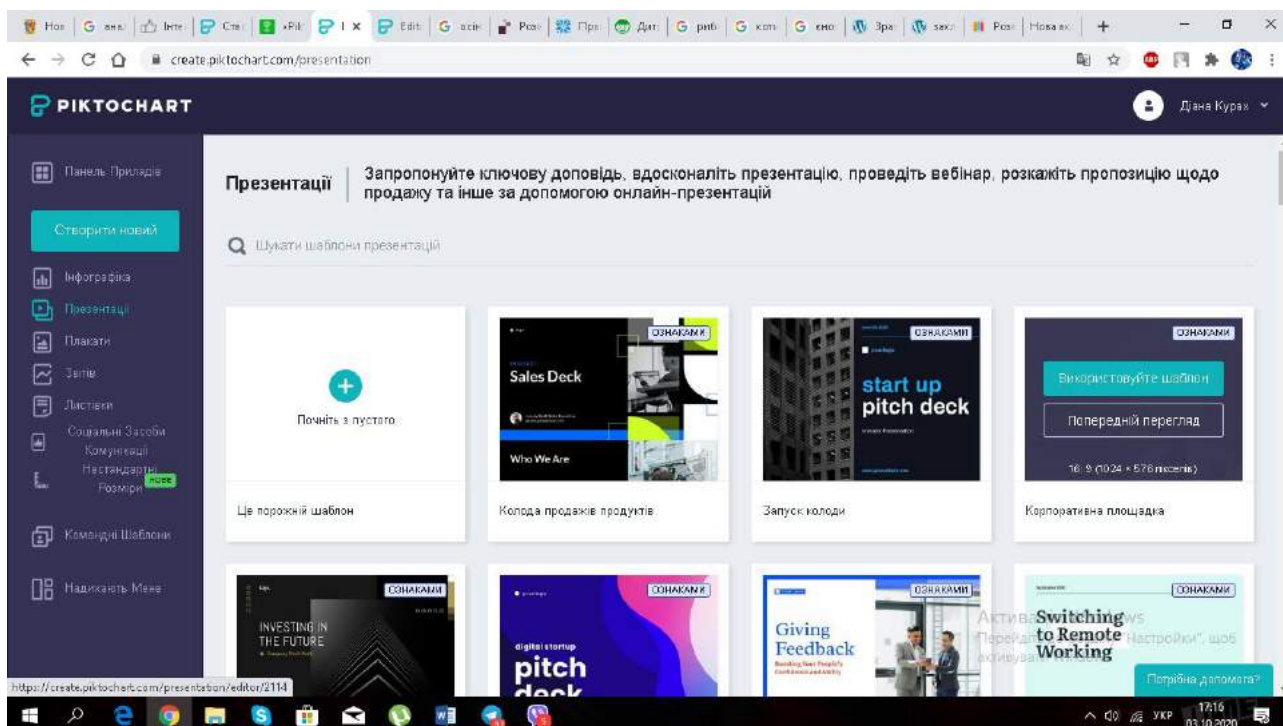 create.piktochart.com/presentation
PIKTOCHART
Діана Курах
Панель Приладів
Створити новий
Інфографіка
Презентації
Плакати
Звітів
Листівки
Соціальні Засоби
Комунікації
Нестандартні
Розміри
НОВЕ
Командні Шаблони
Надихають Мене
Презентації
Запропонуйте ключову доповідь, вдосконаліть презентацію, проведіть вебінар, розкажіть пропозицію щодо
продажу та інше за допомогою онлайн-презентацій
Шукати шаблони презентацій
Почніть з пустого
Це порожній шаблон
ОЗНАКАМИ
Sales Deck
Who We Are
Колода продажів продуктів
ОЗНАКАМИ
start up
pitch deck
Запуск колоди
ОЗНАКАМИ
Використовуйте шаблон
Попередній перегляд
16:9 (1024 × 576 пікселів)
Корпоративна площадка
ОЗНАКАМИ
INVESTING IN
THE FUTURE
ОЗНАКАМИ
digital startup
pitch
deck
ОЗНАКАМИ
Giving
Feedback
ОЗНАКАМИ
Switching
to Remote
Working
"Настройки", щоб
Потрібна допомога?
https://create.piktochart.com/presentation/editor/2114
УКР
17:16
03.10.2020